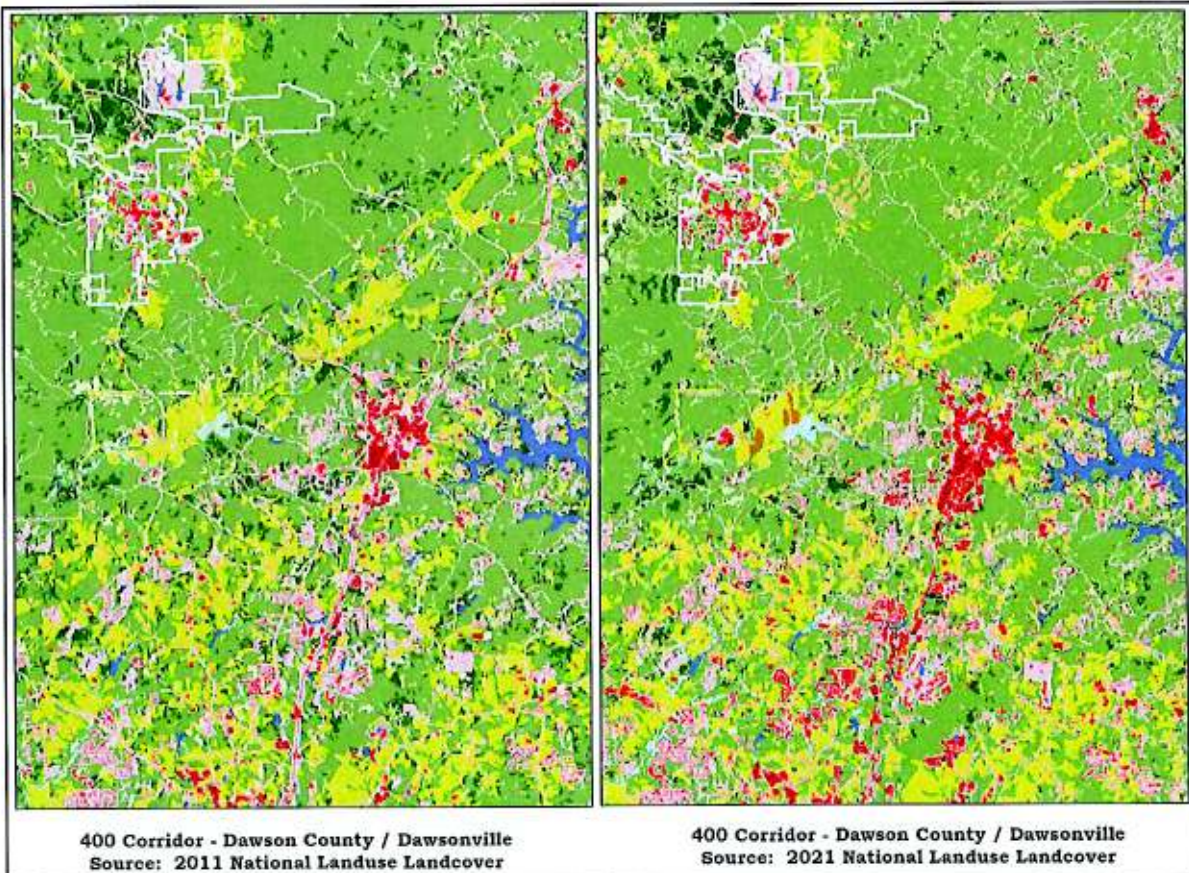 400 Corridor - Dawson County / Dawsonville
Source: 2011 National Landuse Landcover
400 Corridor - Dawson County / Dawsonville
Source: 2021 National Landuse Landcover